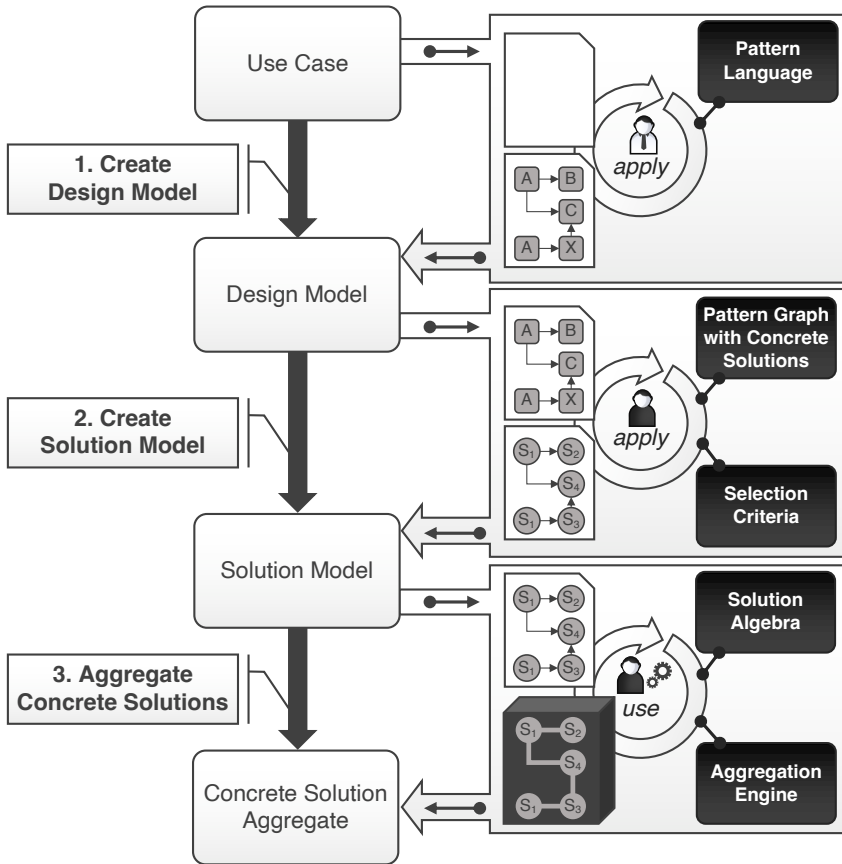 Use Case
Pattern
Language
apply
1. Create
Design Model
A B
C
A X
Design Model
Pattern Graph
with Concrete
Solutions
A B
C
A X
apply
2. Create
Solution Model
S1 S2
S4
S1 S3
Selection
Criteria
Solution Model
S1 S2
S4
S1 S3
Solution
Algebra
use
3. Aggregate
Concrete Solutions
S1 S2
S4
S1 S3
Aggregation
Engine
Concrete Solution
Aggregate